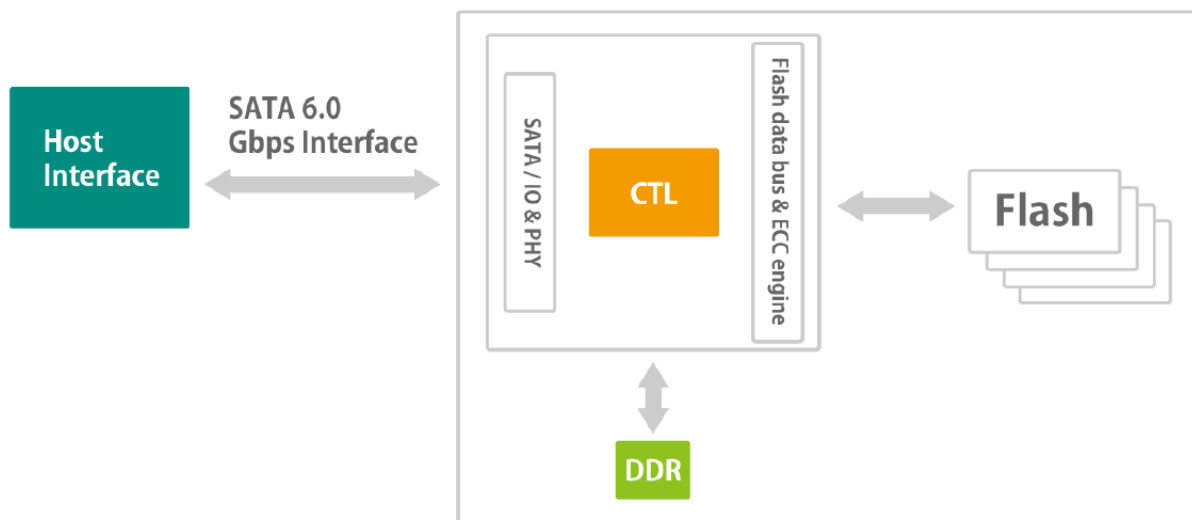 Host
Interface
SATA 6.0
Gbps Interface
SATA / IO & PHY
CTL
Flash data bus & ECC engine
Flash
DDR